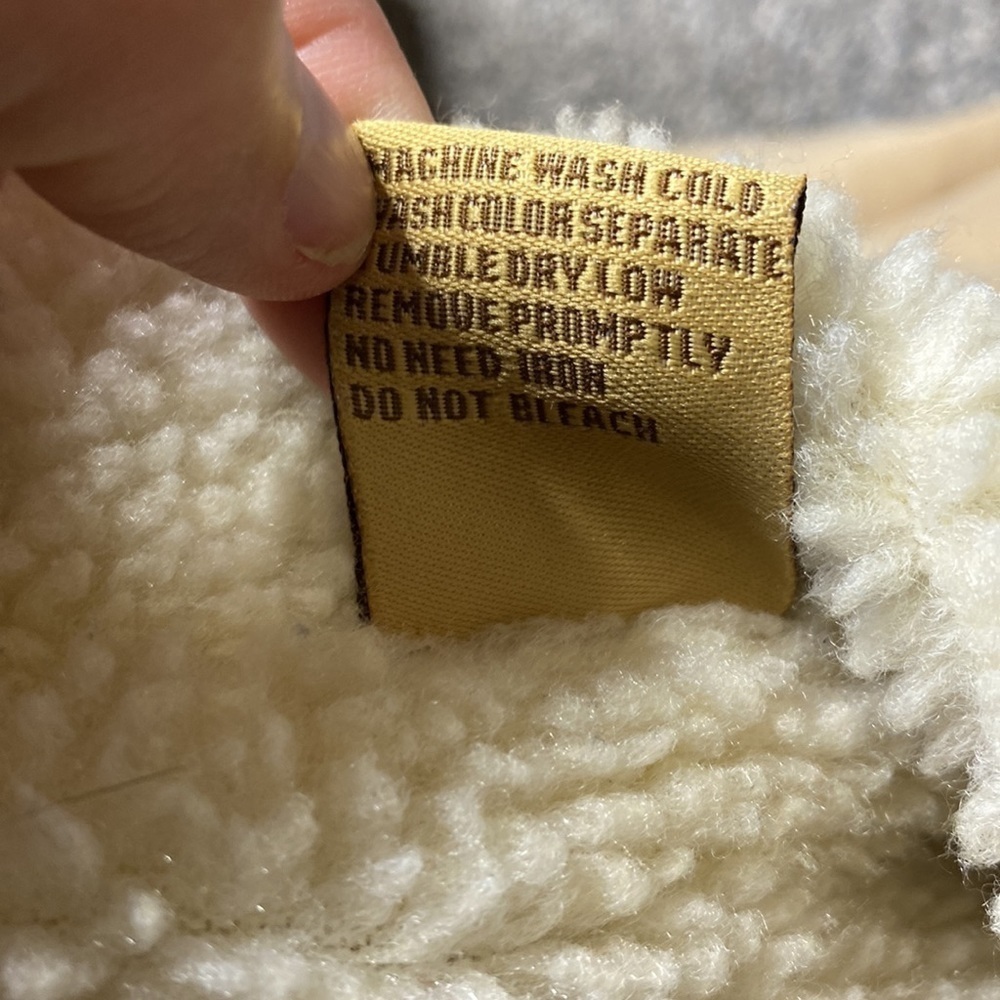 MACHINE WASH COLD
WASH COLOR SEPARATE
TUMBLE DRY LOW
REMOVE PROMPTLY
NO NEED IRON
DO NOT BLEACH